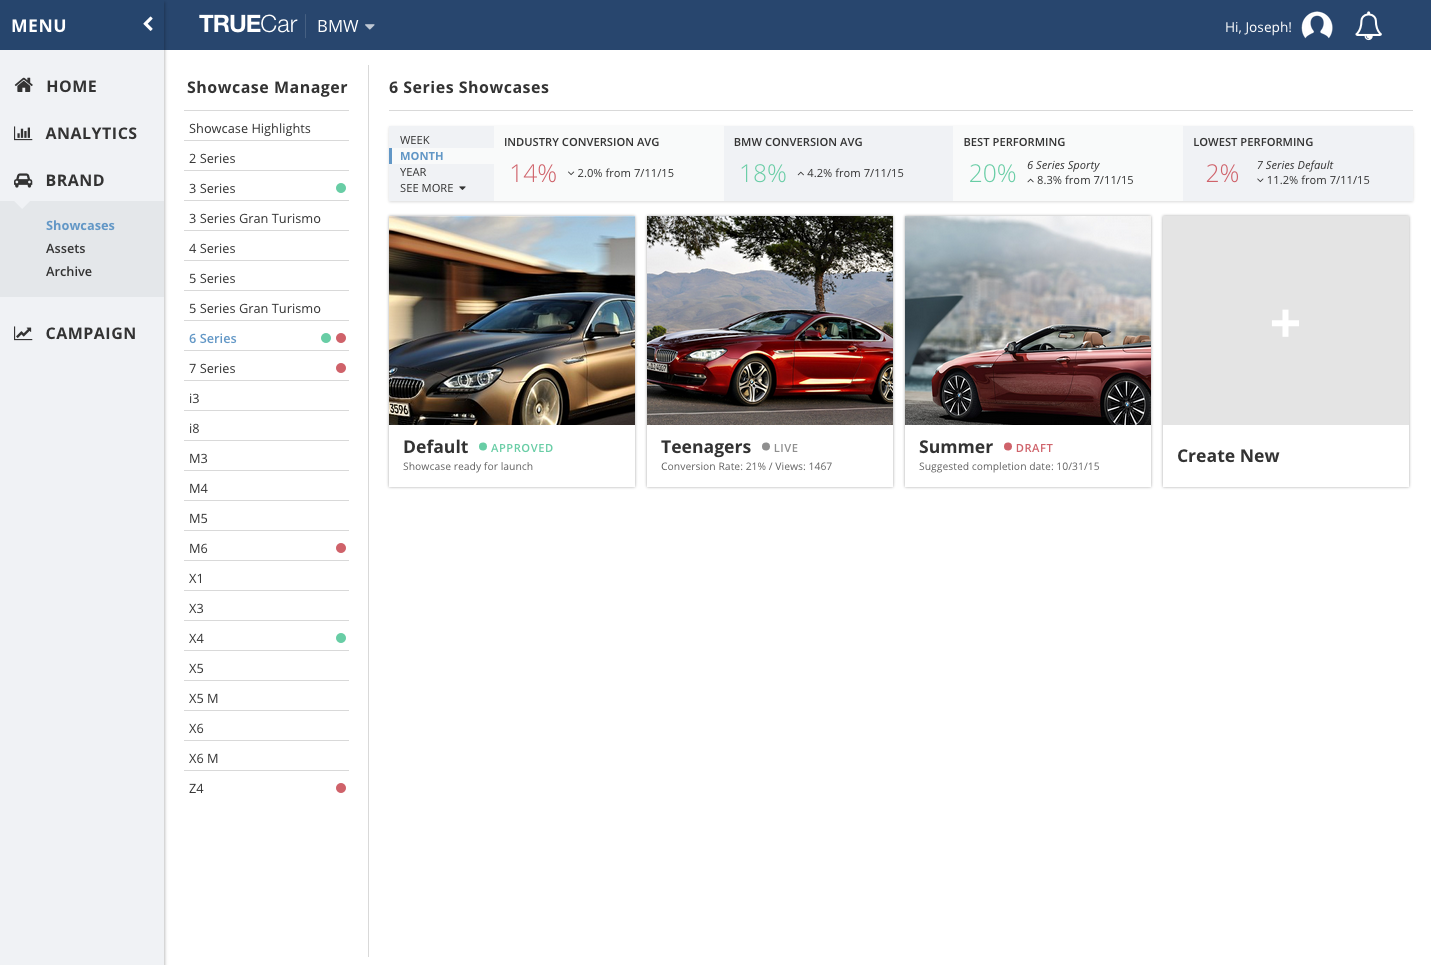 MENU
TRUECar
BMW
Hi, Joseph!
HOME
ANALYTICS
BRAND
Showcases
Assets
Archive
CAMPAIGN
Showcase Manager
Showcase Highlights
2 Series
3 Series
3 Series Gran Turismo
4 Series
5 Series
5 Series Gran Turismo
6 Series
7 Series
i3
i8
M3
M4
M5
M6
X1
X3
X4
X5
X5 M
X6
X6 M
Z4
6 Series Showcases
WEEK
MONTH
YEAR
SEE MORE
INDUSTRY CONVERSION AVG
14% 2.0% from 7/11/15
BMW CONVERSION AVG
18% 4.2% from 7/11/15
BEST PERFORMING
20% 6 Series Sporty
8.3% from 7/11/15
LOWEST PERFORMING
2% 7 Series Default
11.2% from 7/11/15
3596
Default APPROVED
Showcase ready for launch
Teenagers LIVE
Conversion Rate: 21% / Views: 1467
Summer DRAFT
Suggested completion date: 10/31/15
Create New